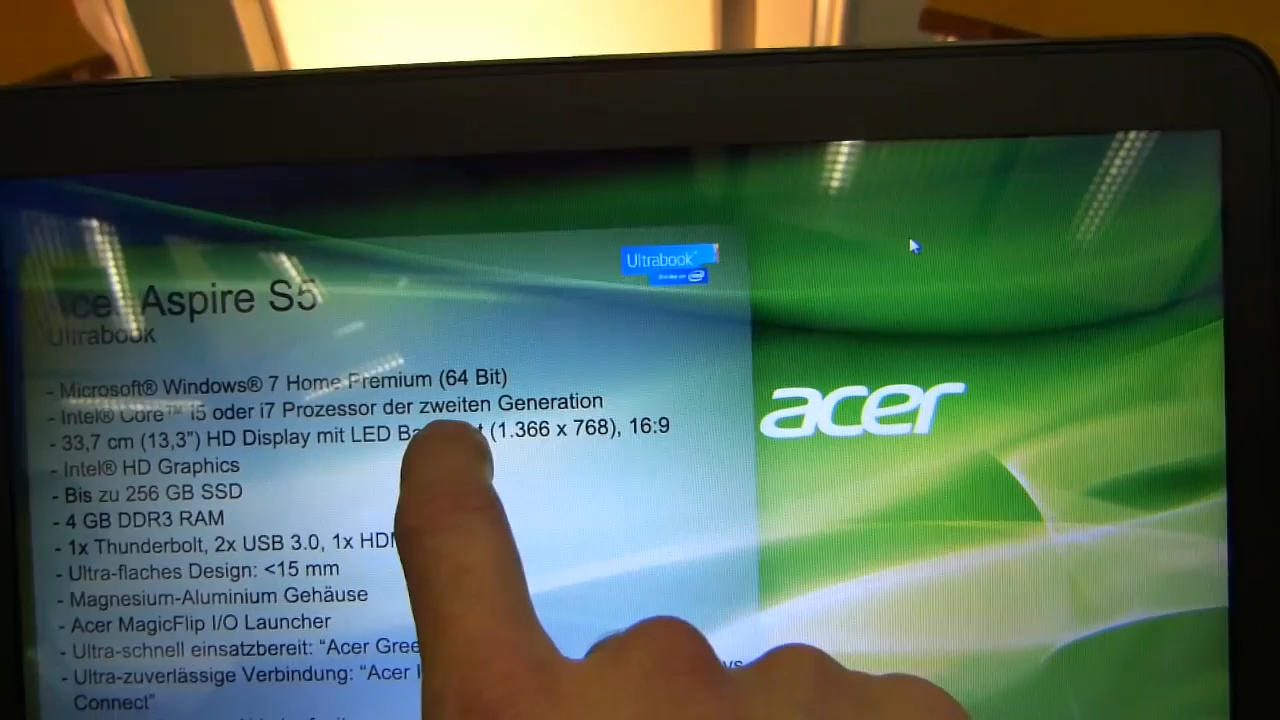 Ultrabook™
Acer Aspire S5
Ultrabook
- Microsoft® Windows® 7 Home Premium (64 Bit)
- Intel® Core™ i5 oder i7 Prozessor der zweiten Generation
- 33,7 cm (13,3") HD Display mit LED (1.366 x 768), 16:9
- Intel® HD Graphics
- Bis zu 256 GB SSD
- 4 GB DDR3 RAM
- 1x Thunderbolt, 2x USB 3.0, 1x
- Ultra-flaches Design: <15 mm
- Magnesium-Aluminium Gehäuse
- Acer MagicFlip I/O Launcher
- Ultra-schnell einsatzbereit: “Acer
- Ultra-zuverlässige Verbindung: “Acer
Connect”
acer